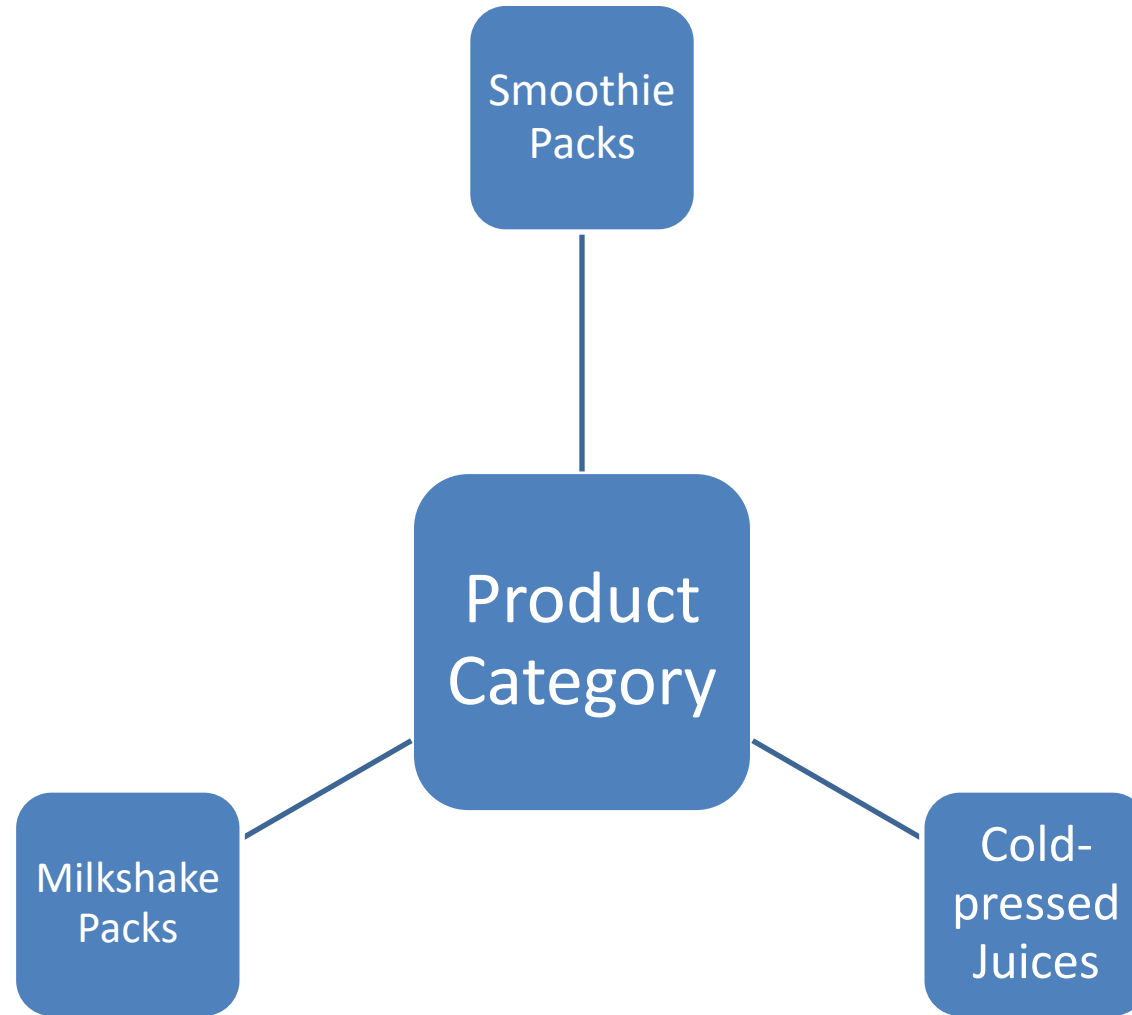 Smoothie
Packs
Product
Category
Milkshake
Packs
Cold-
pressed
Juices